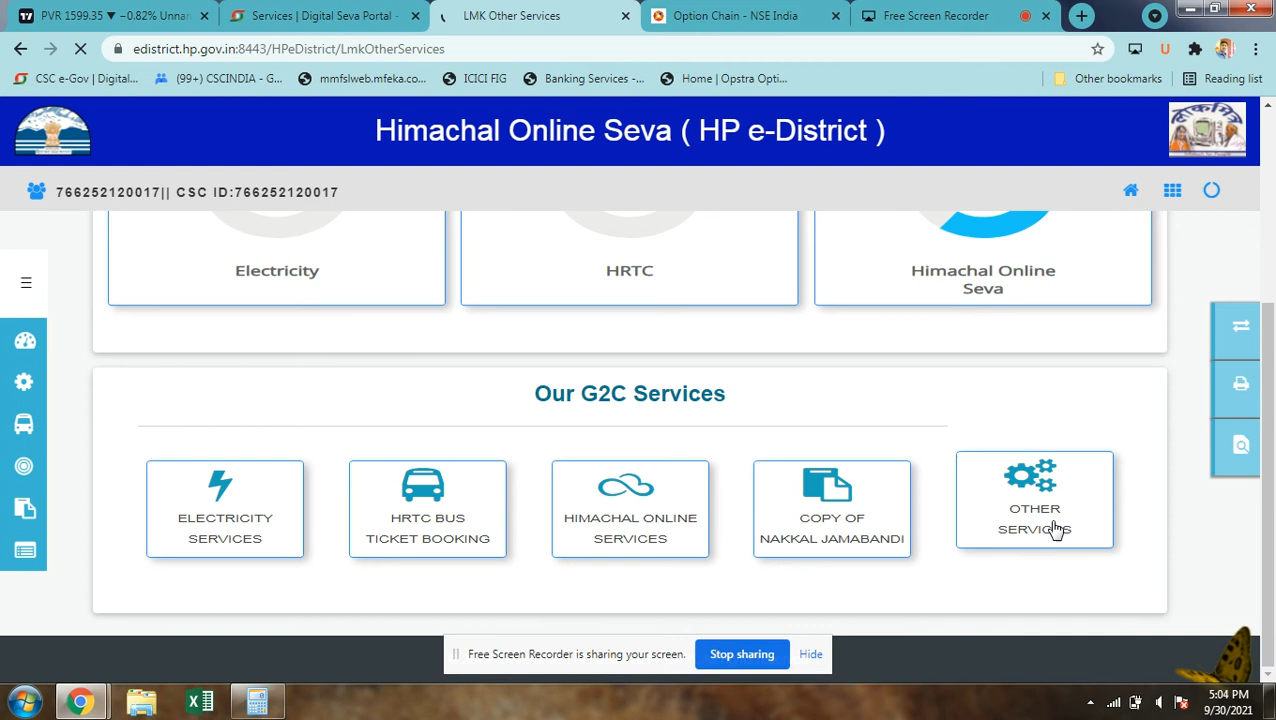 PVR 1599.35 ▼ −0.82% Unnan
Services | Digital Seva Portal -
LMK Other Services
Option Chain - NSE India
Free Screen Recorder
edistrict.hp.gov.in:8443/HPeDistrict/LmkOtherServices
CSC e-Gov | Digital...
(99+) CSCINDIA - G...
mmfslweb.mfeka.co...
ICICI FIG
Banking Services -...
Home | Opstra Opti...
Other bookmarks
Reading list
Himachal Online Seva ( HP e-District )
766252120017|| CSC ID:766252120017
Electricity
HRTC
Himachal Online
Seva
Our G2C Services
ELECTRICITY
SERVICES
HRTC BUS
TICKET BOOKING
HIMACHAL ONLINE
SERVICES
COPY OF
NAKKAL JAMABANDI
OTHER
SERVICES
Free Screen Recorder is sharing your screen.
Stop sharing
Hide
5:04 PM
9/30/2021